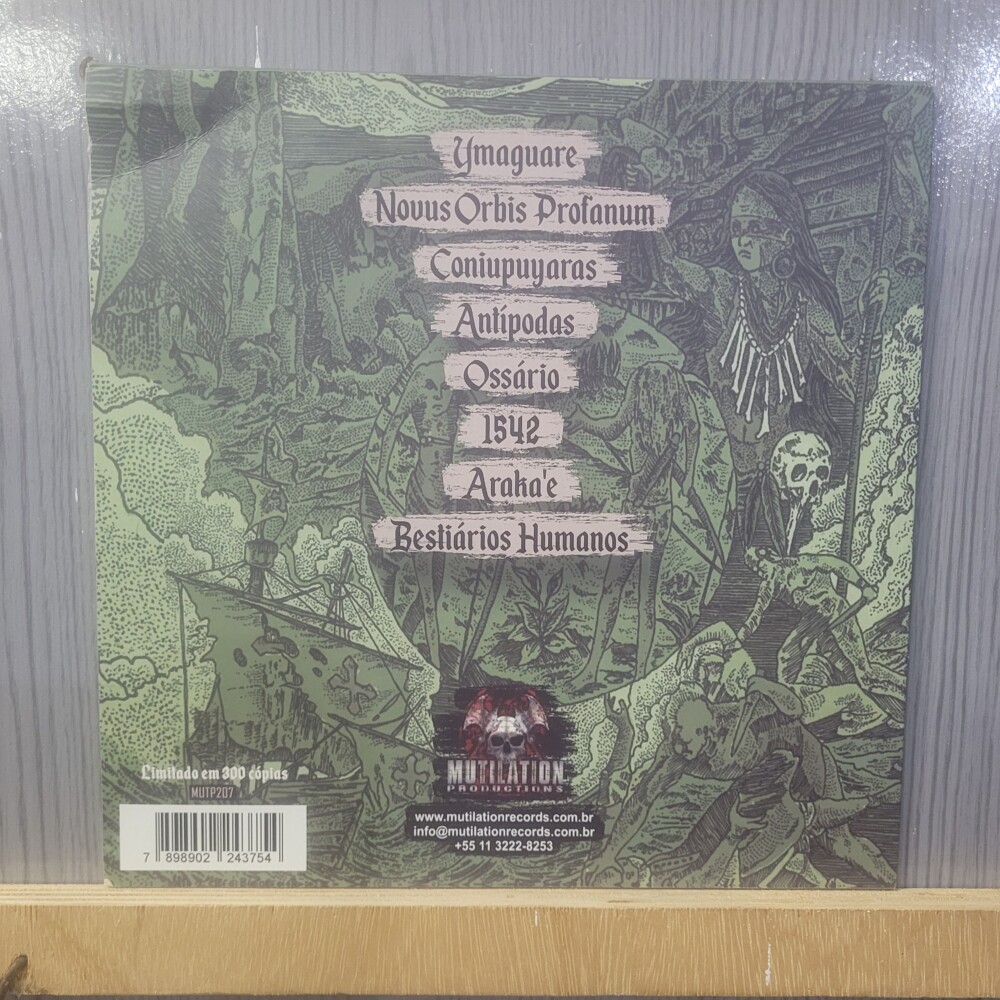 Ymaguare
Novus Orbis Profanum
Coniupuyaras
Antípodas
Ossário
1542
Araka'e
Bestiários Humanos
MUTILATION
PRODUCTIONS
Limitado em 300 cópias
MUTP207
7 898902 243754
www.mutilationrecords.com.br
info@mutilationrecords.com.br
+55 11 3222-8253